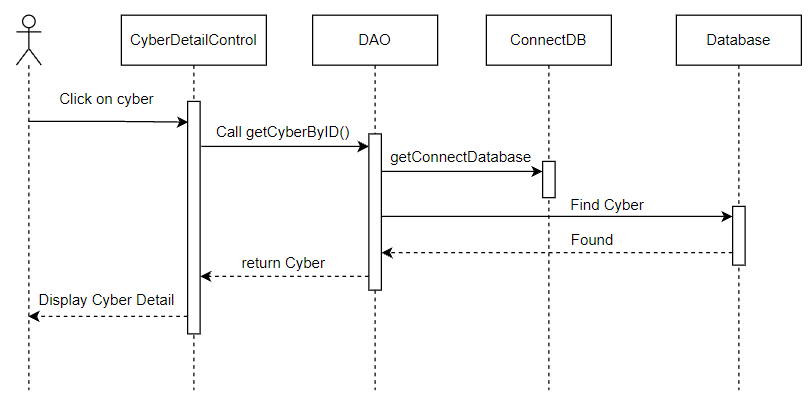 CyberDetailControl
DAO
ConnectDB
Database
Click on cyber
Call getCyberByID()
getConnectDatabase
Find Cyber
Found
return Cyber
Display Cyber Detail